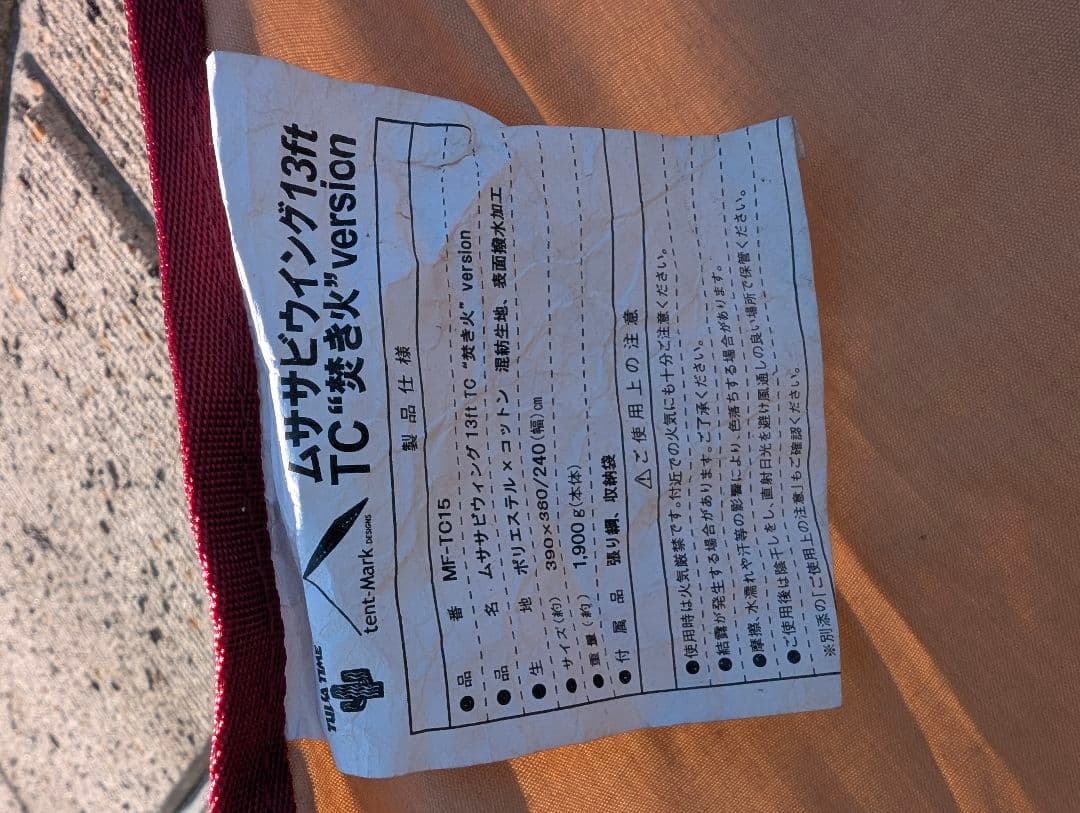 TULGA TIME
tent-Mark DESIGNS
ムササビウイング13ft
TC“焚き火”version
製品仕様
●品番 MF-TC15
●品名 ムササビウィング13ft TC “焚き火” version
●生地 ポリエステル×コットン 混紡生地、表面撥水加工
●サイズ(約) 390×380/240(幅)cm
●重量(約) 1,900g(本体)
●付属品 張り綱、収納袋
⚠ご使用上の注意
●使用時は火気厳禁です。付近での火気にも十分ご注意ください。
●結露が発生する場合があります。ご了承ください。
●摩擦、水濡れや汗等の影響により、色落ちする場合があります。
●ご使用後は陰干しをし、直射日光を避け風通しの良い場所で保管ください。
※別添の「ご使用上の注意」もご確認ください。